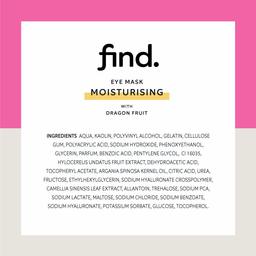 find.
EYE MASK
MOISTURISING
WITH
DRAGON FRUIT
INGREDIENTS: AQUA, KAOLIN, POLYVINYL ALCOHOL, GELATIN, CELLULOSE
GUM, POLYACRYLIC ACID, SODIUM HYDROXIDE, PHENOXYETHANOL,
GLYCERIN, PARFUM, BENZOIC ACID, PENTYLENE GLYCOL, CI 16035,
HYLOCEREUS UNDATUS FRUIT EXTRACT, DEHYDROACETIC ACID,
TOCOPHERYL ACETATE, ARGANIA SPINOSA KERNEL OIL, CITRIC ACID, UREA,
FRUCTOSE, ETHYLHEXYLGLYCERIN, SODIUM HYALURONATE CROSSPOLYMER,
CAMELLIA SINENSIS LEAF EXTRACT, ALLANTOIN, TREHALOSE, SODIUM PCA,
SODIUM LACTATE, MALTOSE, SODIUM CHLORIDE, SODIUM BENZOATE,
SODIUM HYALURONATE, POTASSIUM SORBATE, GLUCOSE, TOCOPHEROL.